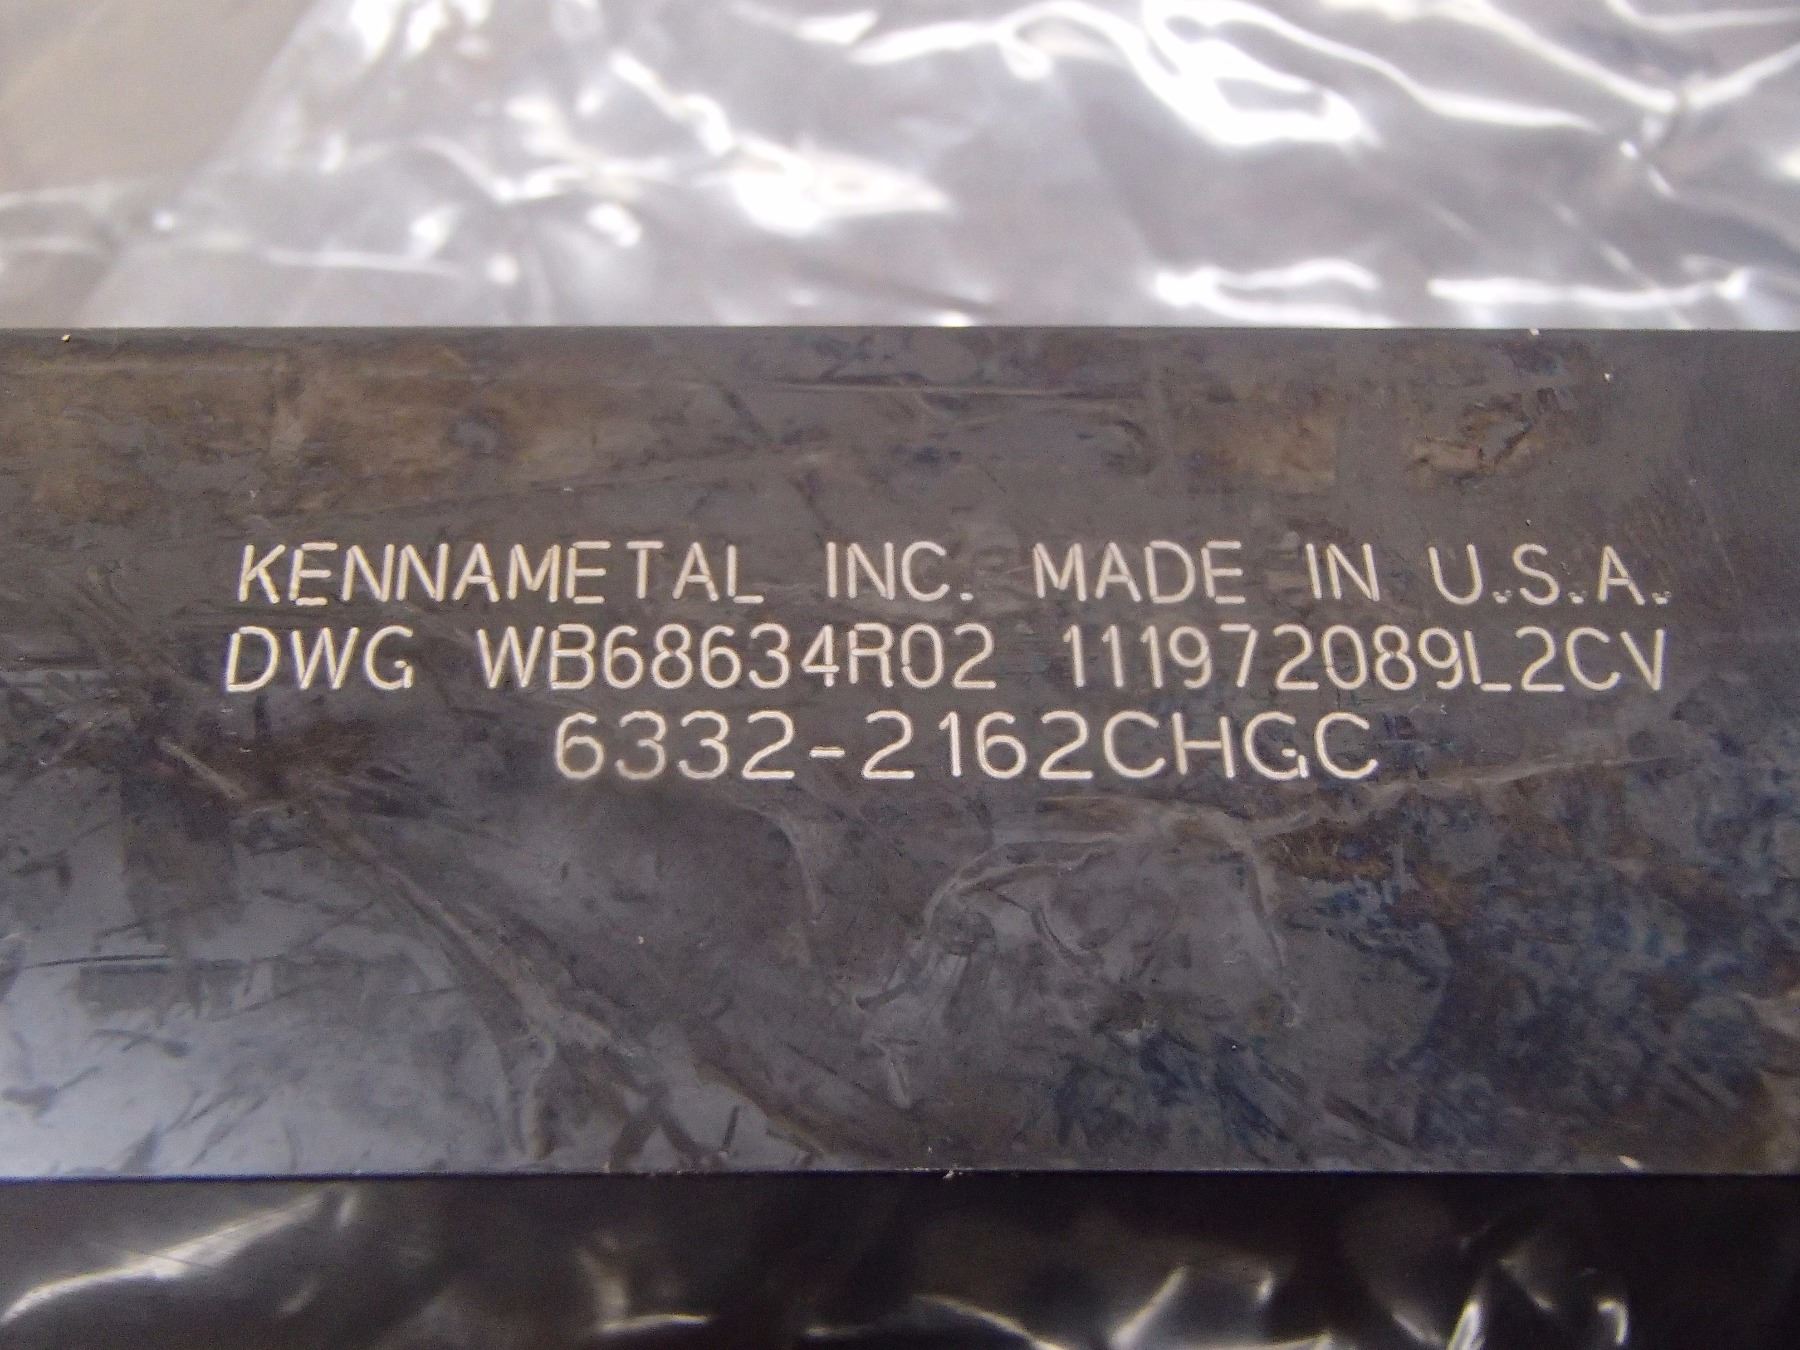 KENNAMETAL INC. MADE IN U.S.A.
DWG WB68634R02 111972089L2CV
6332-2162CHGC